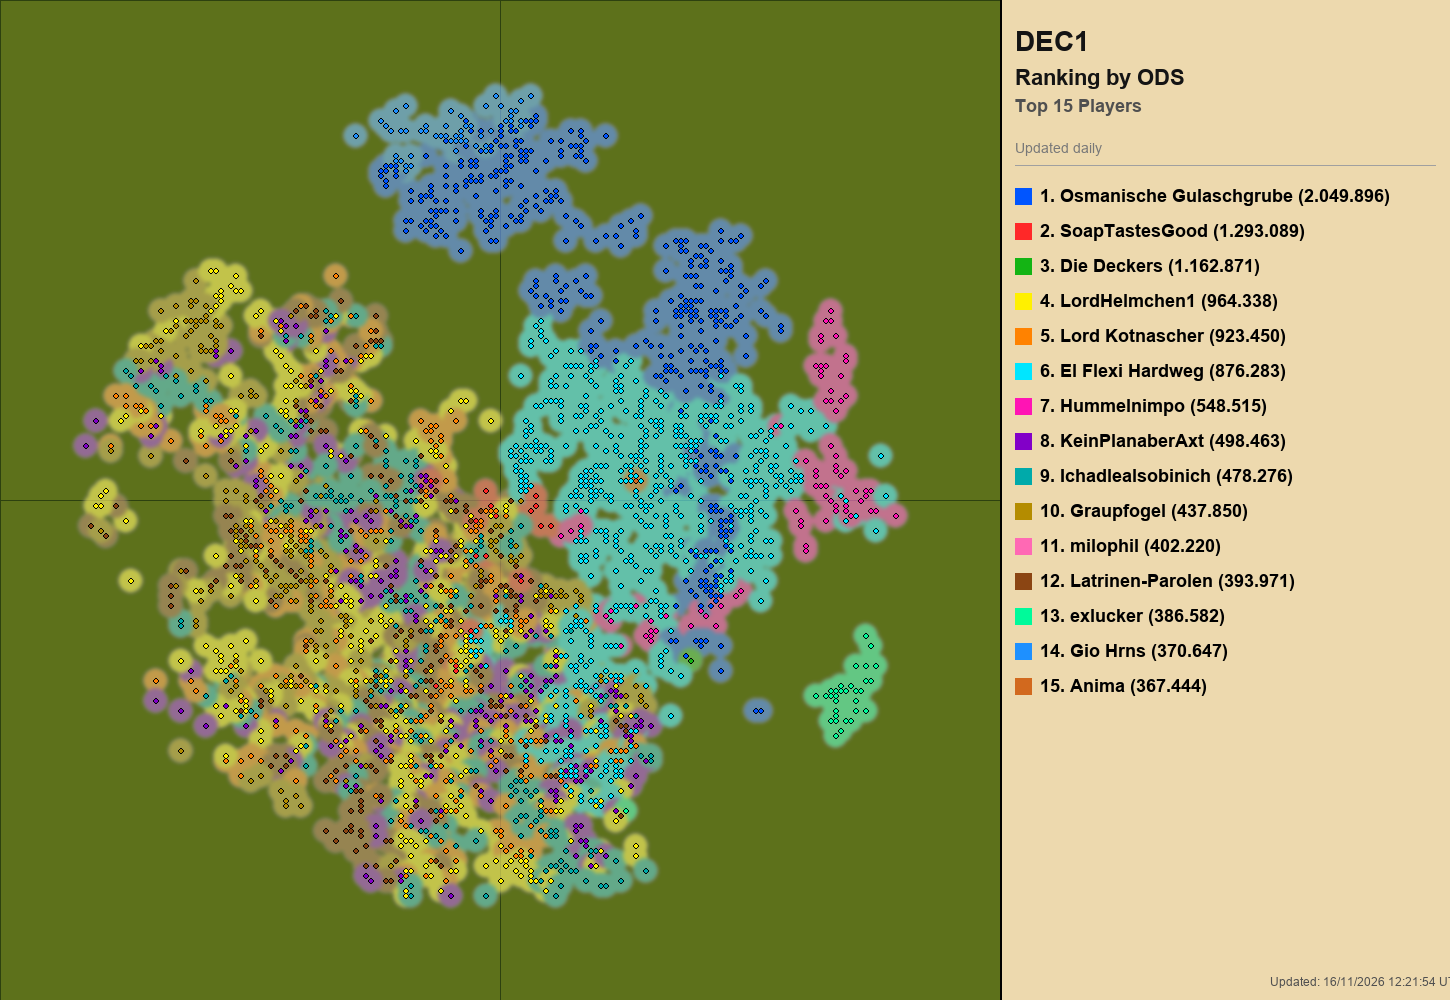 DEC1
Ranking by ODS
Top 15 Players
Updated daily
1. Osmanische Gulaschgrube (2.049.896)
2. SoapTastesGood (1.293.089)
3. Die Deckers (1.162.871)
4. LordHelmchen1 (964.338)
5. Lord Kotnascher (923.450)
6. El Flexi Hardweg (876.283)
7. Hummelnimpo (548.515)
8. KeinPlanaberAxt (498.463)
9. Ichadlealsobinich (478.276)
10. Graupfogel (437.850)
11. milophil (402.220)
12. Latrinen-Parolen (393.971)
13. exlucker (386.582)
14. Gio Hrns (370.647)
15. Anima (367.444)
Updated: 16/11/2026 12:21:54